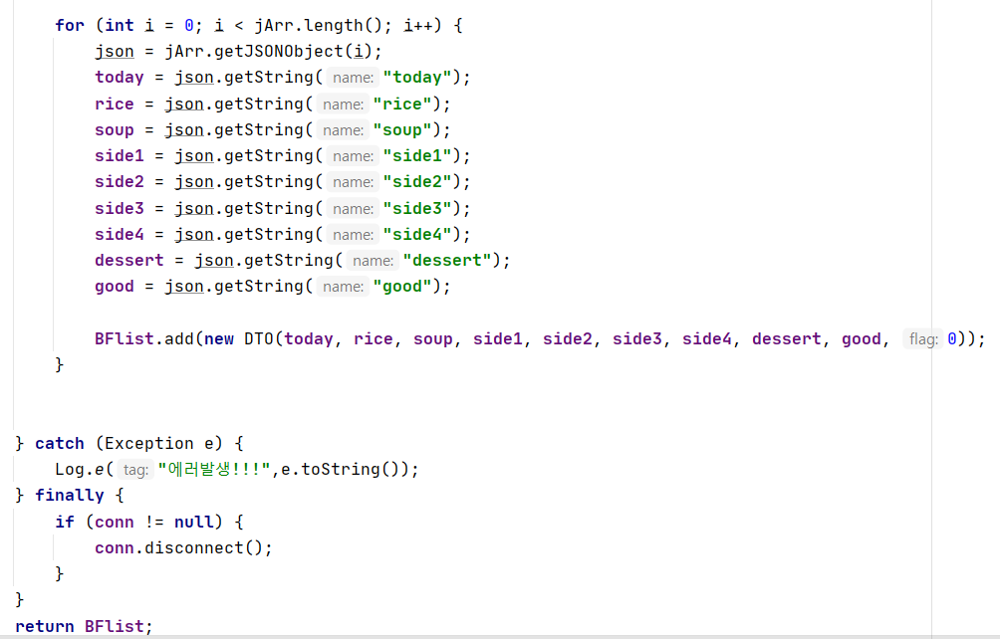 for (int i = 0; i < jArr.length(); i++) {
json = jArr.getJSONObject(i);
today = json.getString( name: "today");
rice = json.getString( name: "rice");
soup = json.getString( name: "soup");
side1 = json.getString( name: "side1");
side2 = json.getString( name: "side2");
side3 = json.getString( name: "side3");
side4 = json.getString( name: "side4");
dessert = json.getString( name: "dessert");
good = json.getString( name: "good");
BFlist.add(new DTO(today, rice, soup, side1, side2, side3, side4, dessert, good, flag: 0));
}
} catch (Exception e) {
Log.e( tag: "에러발생!!!",e.toString());
} finally {
if (conn != null) {
conn.disconnect();
}
}
return BFlist;